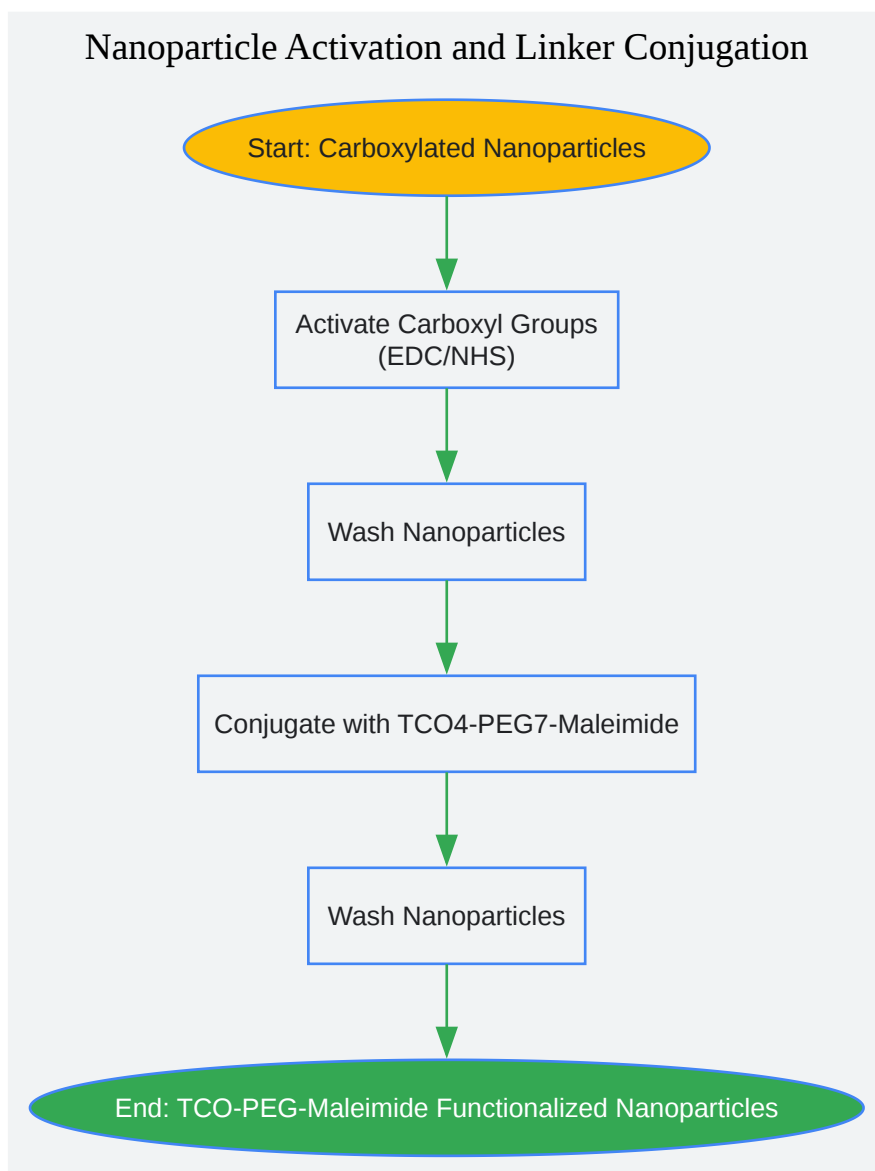 Nanoparticle Activation and Linker Conjugation
Start: Carboxylated Nanoparticles
Activate Carboxyl Groups
(EDC/NHS)
Wash Nanoparticles
Conjugate with TCO4-PEG7-Maleimide
Wash Nanoparticles
End: TCO-PEG-Maleimide Functionalized Nanoparticles